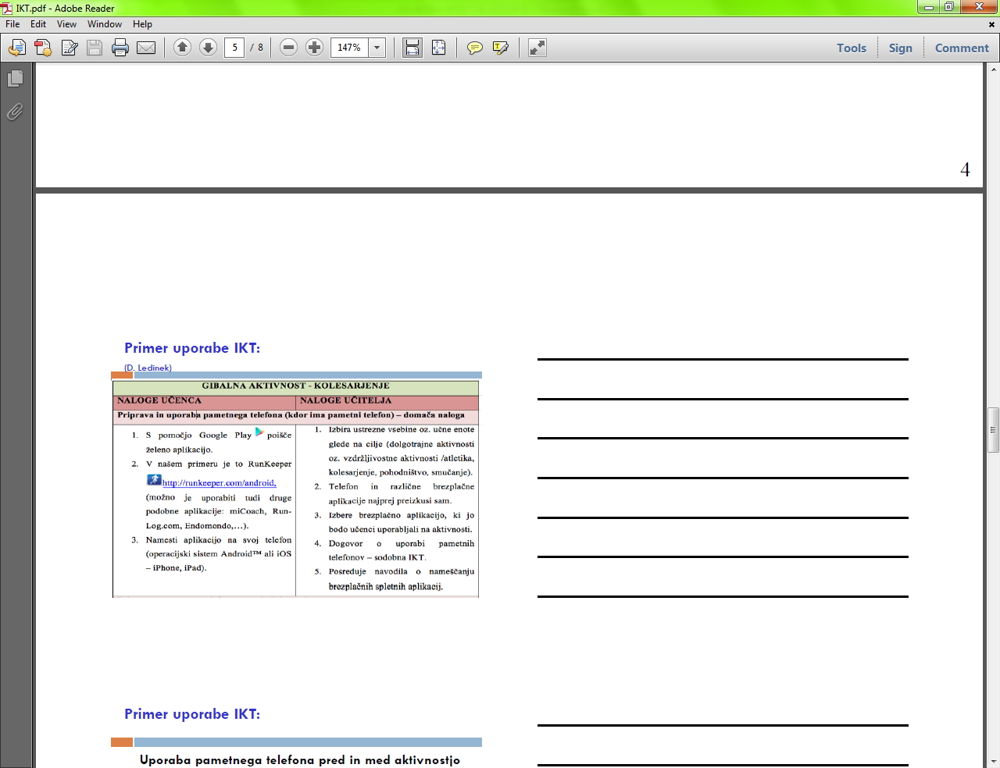 IKT.pdf - Adobe Reader
File Edit View Window Help
5 / 8 147% Tools Sign Comment
4
Primer uporabe IKT:
(D. Ledinek)
GIBALNA AKTIVNOST - KOLESARJENJE
NALOGE UČENCA NALOGE UČITELJA
Priprava in uporaba pametnega telefona (kdor ima pametni telefon) – domača naloga
1. S pomočjo Google Play poišče
želeno aplikacijo.
2. V našem primeru je to RunKeeper
http://runkeeper.com/android,
(možno je uporabiti tudi druge
podobne aplikacije: miCoach, Run-
Log.com, Endomondo,...).
3. Namesti aplikacijo na svoj telefon
(operacijski sistem Android™ ali iOS
– iPhone, iPad).
1. Izbira ustrezne vsebine oz. učne enote
glede na cilje (dolgotrajne aktivnosti
oz. vzdržljivostne aktivnosti /atletika,
kolesarjenje, pohodništvo, smučanje).
2. Telefon in različne brezplačne
aplikacije najprej preizkusi sam.
3. Izbere brezplačno aplikacijo, ki jo
bodo učenci uporabljali na aktivnosti.
4. Dogovor o uporabi pametnih
telefonov – sodobna IKT.
5. Posreduje navodila o nameščanju
brezplačnih spletnih aplikacij.
Primer uporabe IKT:
Uporaba pametnega telefona pred in med aktivnostjo